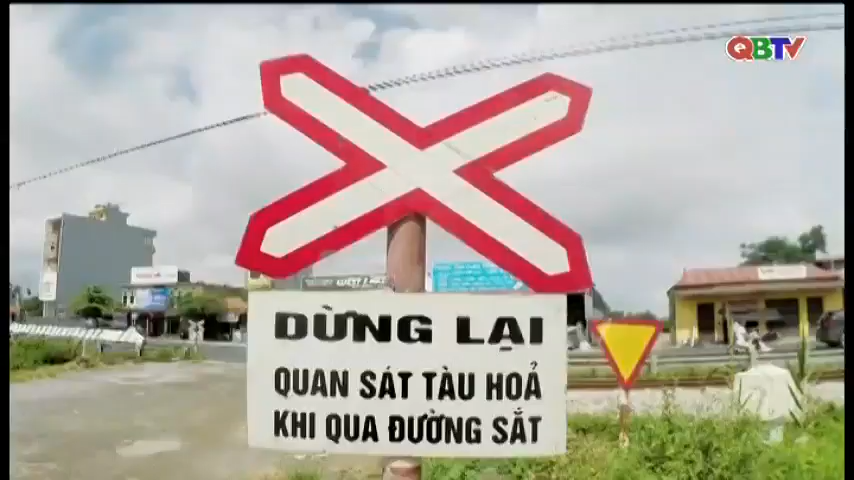 QBTV
DỪNG LẠI
QUAN SÁT TÀU HOẢ
KHI QUA ĐƯỜNG SẮT